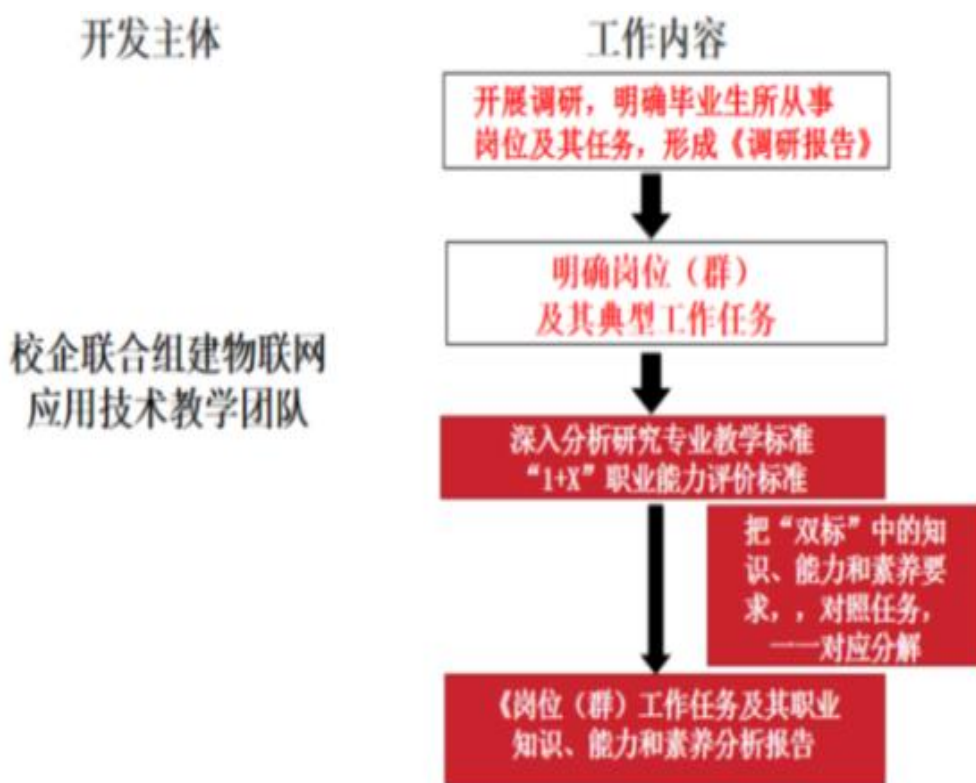 开发主体
工作内容
开展调研，明确毕业生所从事
岗位及其任务，形成《调研报告》
明确岗位（群）
及其典型工作任务
校企联合组建物联网
应用技术教学团队
深入分析研究专业教学标准
“1+X”职业能力评价标准
把“双标”中的知
识、能力和素养要
求，，对照任务，
一一对应分解
《岗位（群）工作任务及其职业
知识、能力和素养分析报告